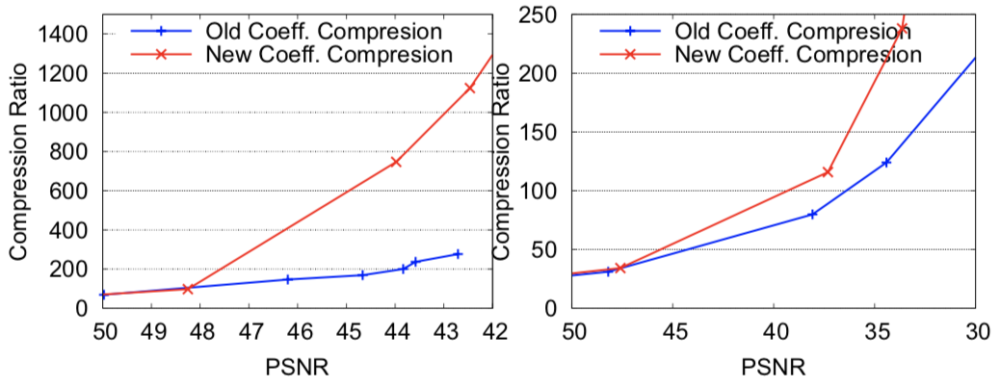 1400
1200
1000
800
600
400
200
0
Compression Ratio
Old Coeff. Compresion
New Coeff. Compresion
50 49 48 47 46 45 44 43 42
PSNR
250
200
150
100
50
0
Compression Ratio
Old Coeff. Compresion
New Coeff. Compresion
50 45 40 35 30
PSNR